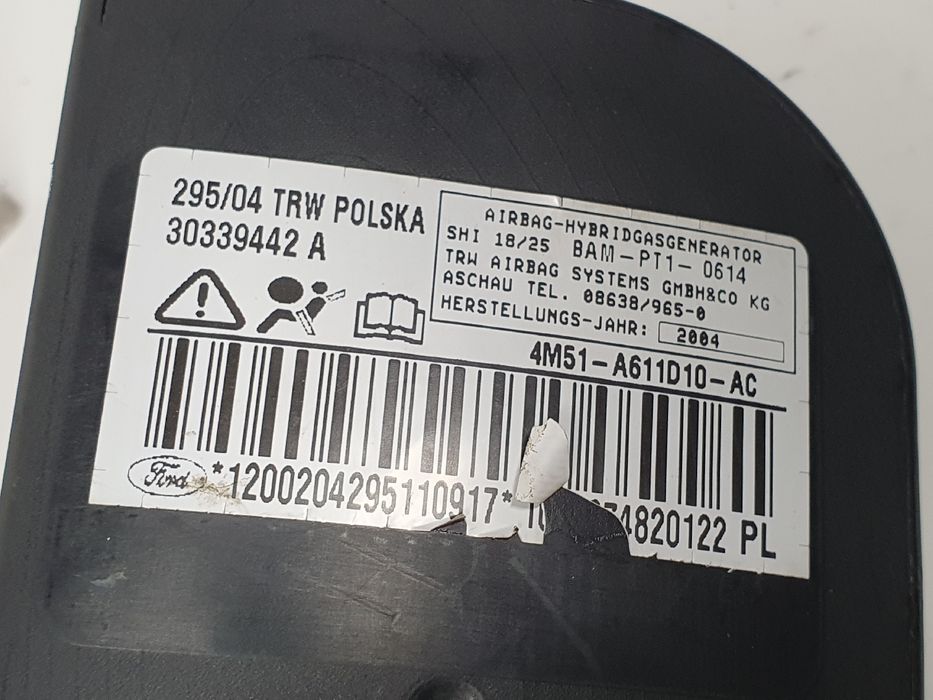 295/04 TRW POLSKA
30339442 A
AIRBAG-HYBRIDGASGENERATOR
SHI 18/25 BAM-PT1-0614
TRW AIRBAG SYSTEMS GMBH&CO KG
ASCHAU TEL. 08638/965-0
HERSTELLUNGS-JAHR: 2004
4M51-A611D10-AC
Ford *1200204295110917* PL